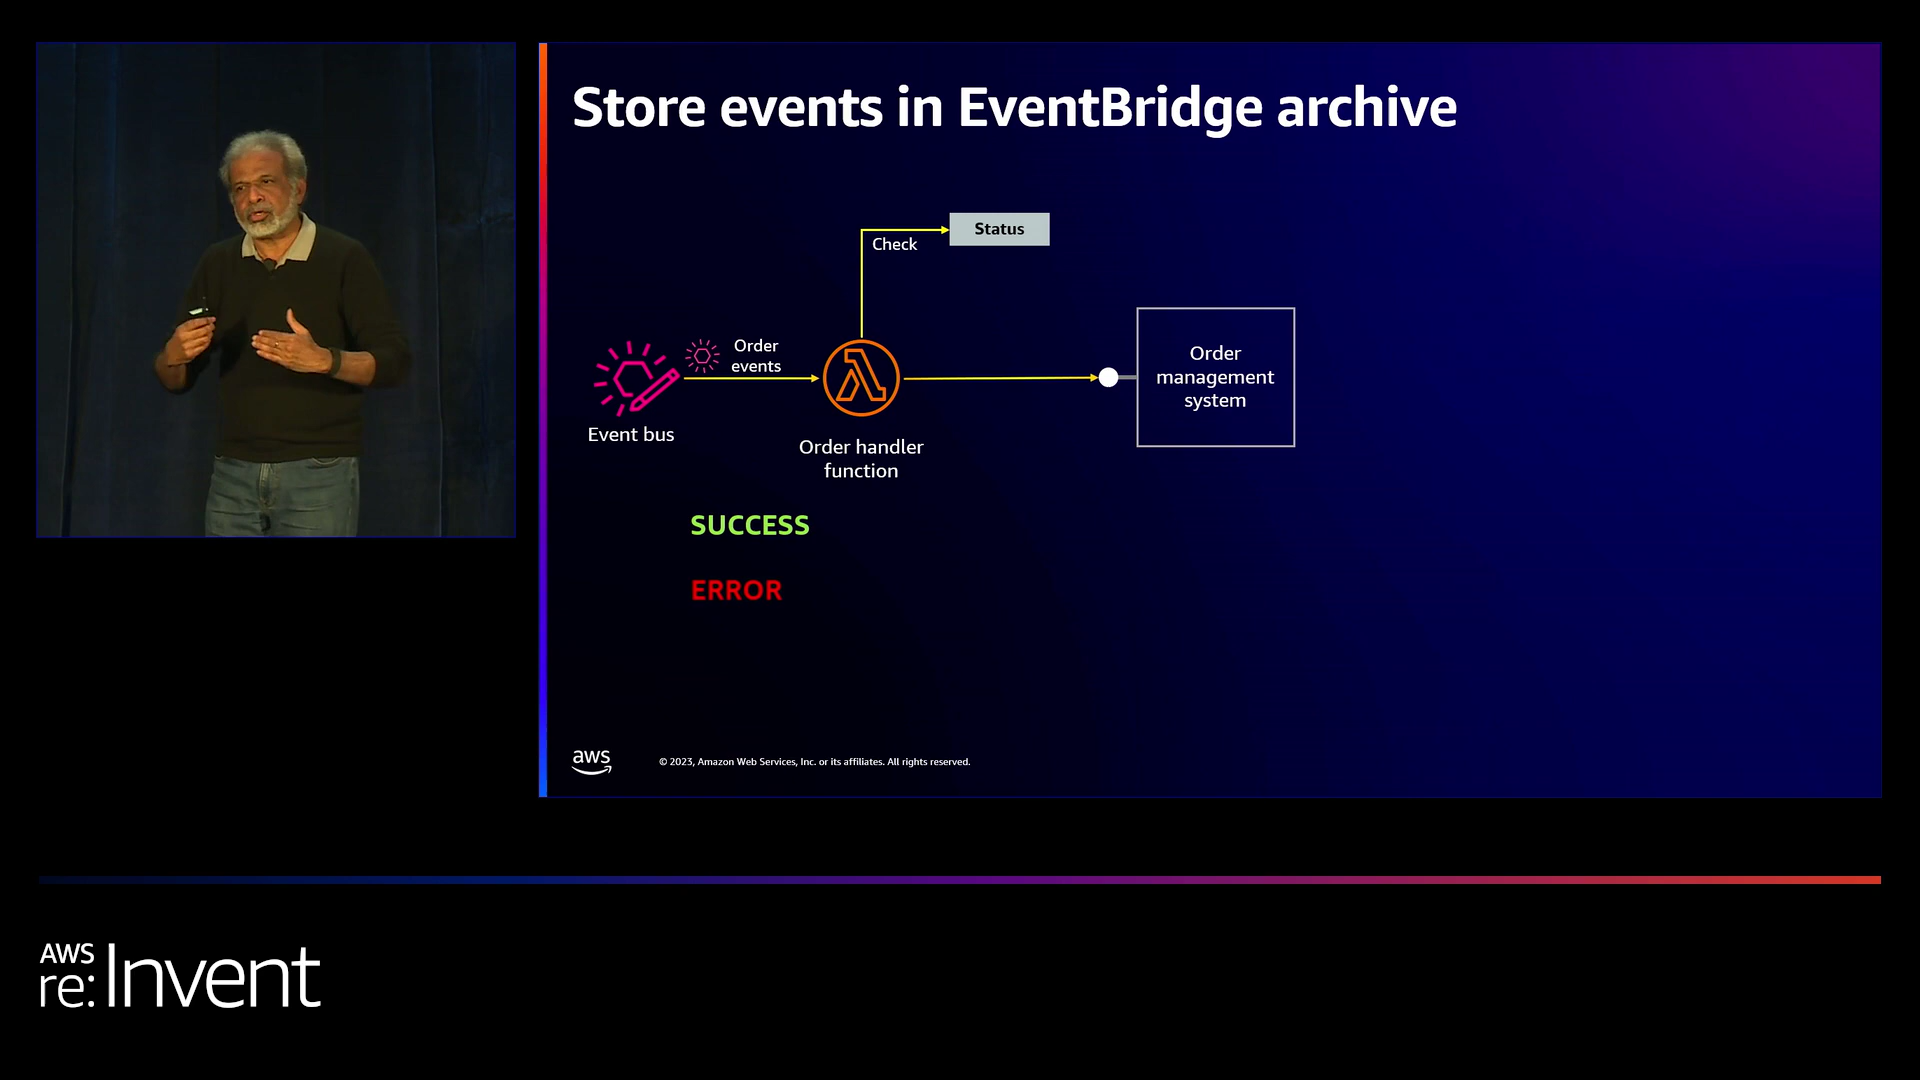 Store events in EventBridge archive
Status
Check
Order
events
Event bus
Order handler
function
Order
management
system
SUCCESS
ERROR
aws
© 2023, Amazon Web Services, Inc. or its affiliates. All rights reserved.
AWS
re:Invent